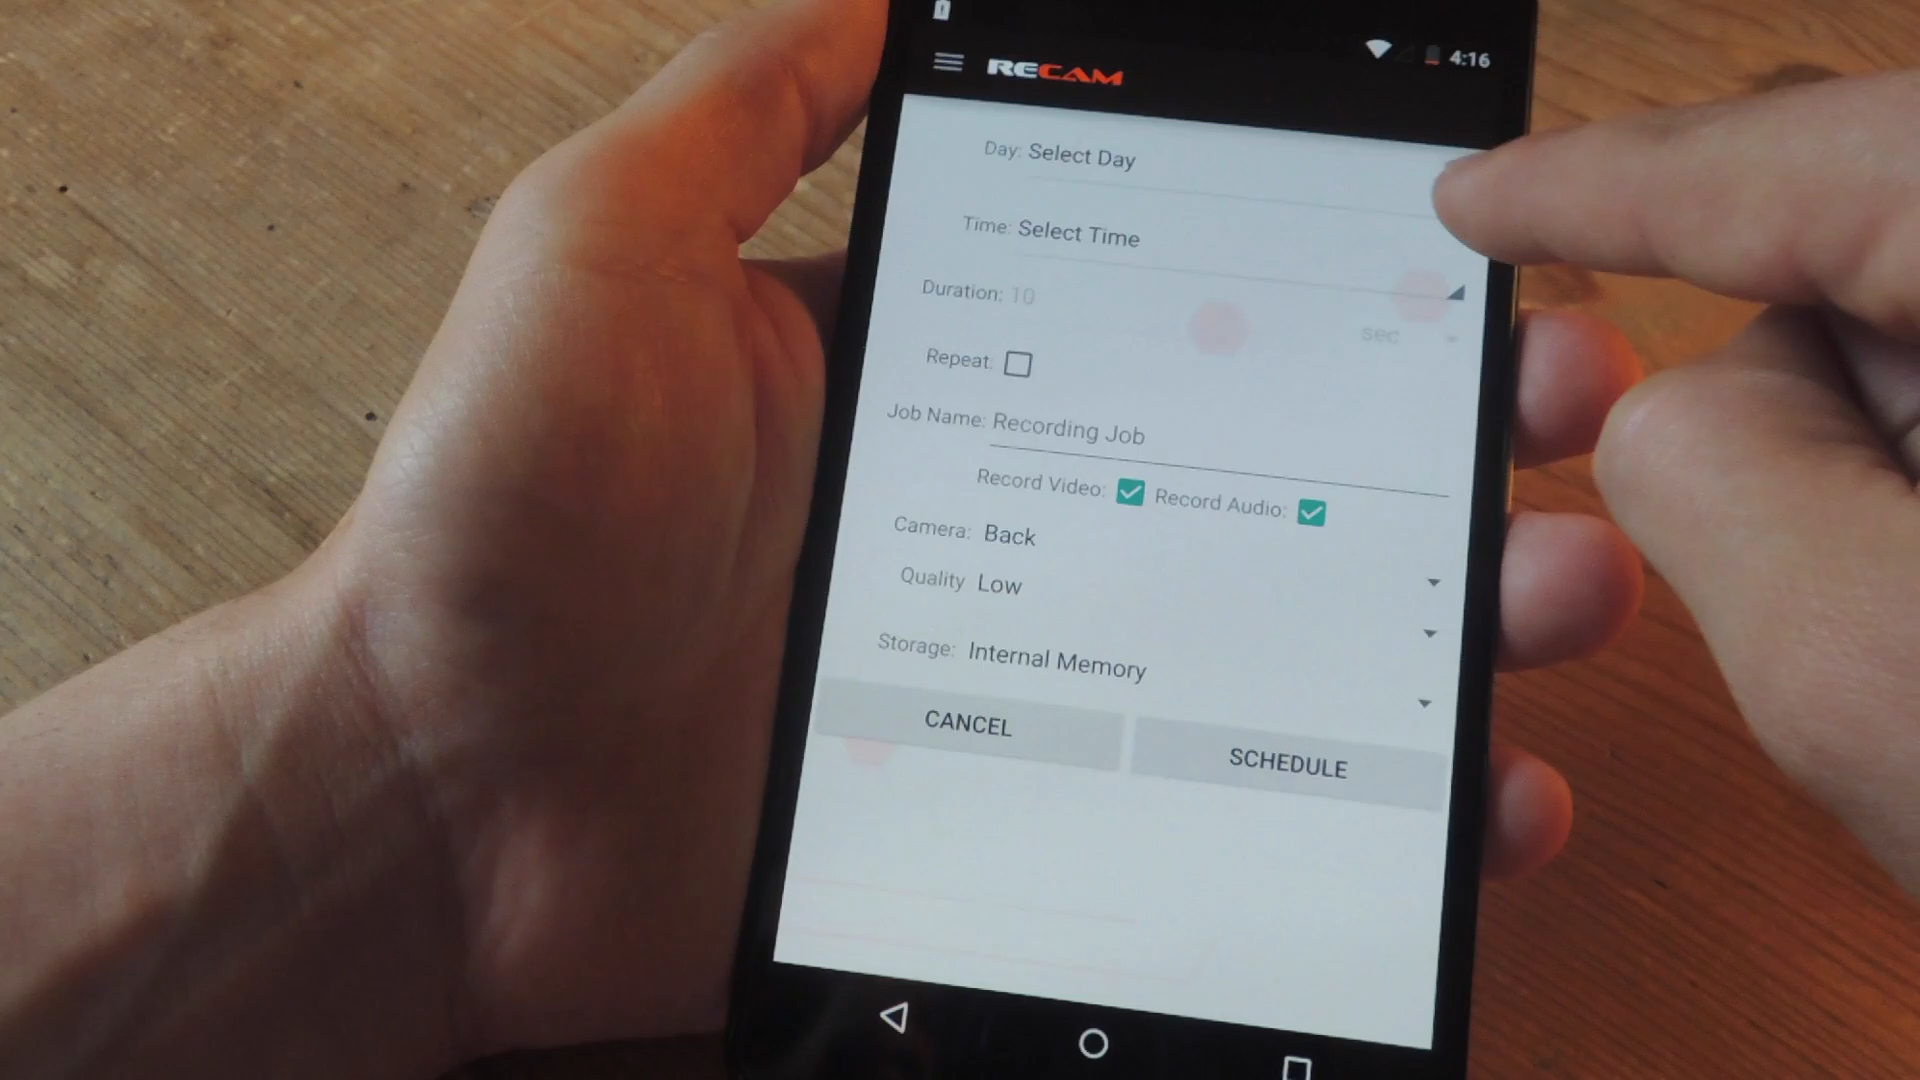 4:16
RECAM
Day: Select Day
Time: Select Time
Duration: 10
sec
Repeat:
Job Name: Recording Job
Record Video: Record Audio:
Camera: Back
Quality Low
Storage: Internal Memory
CANCEL SCHEDULE